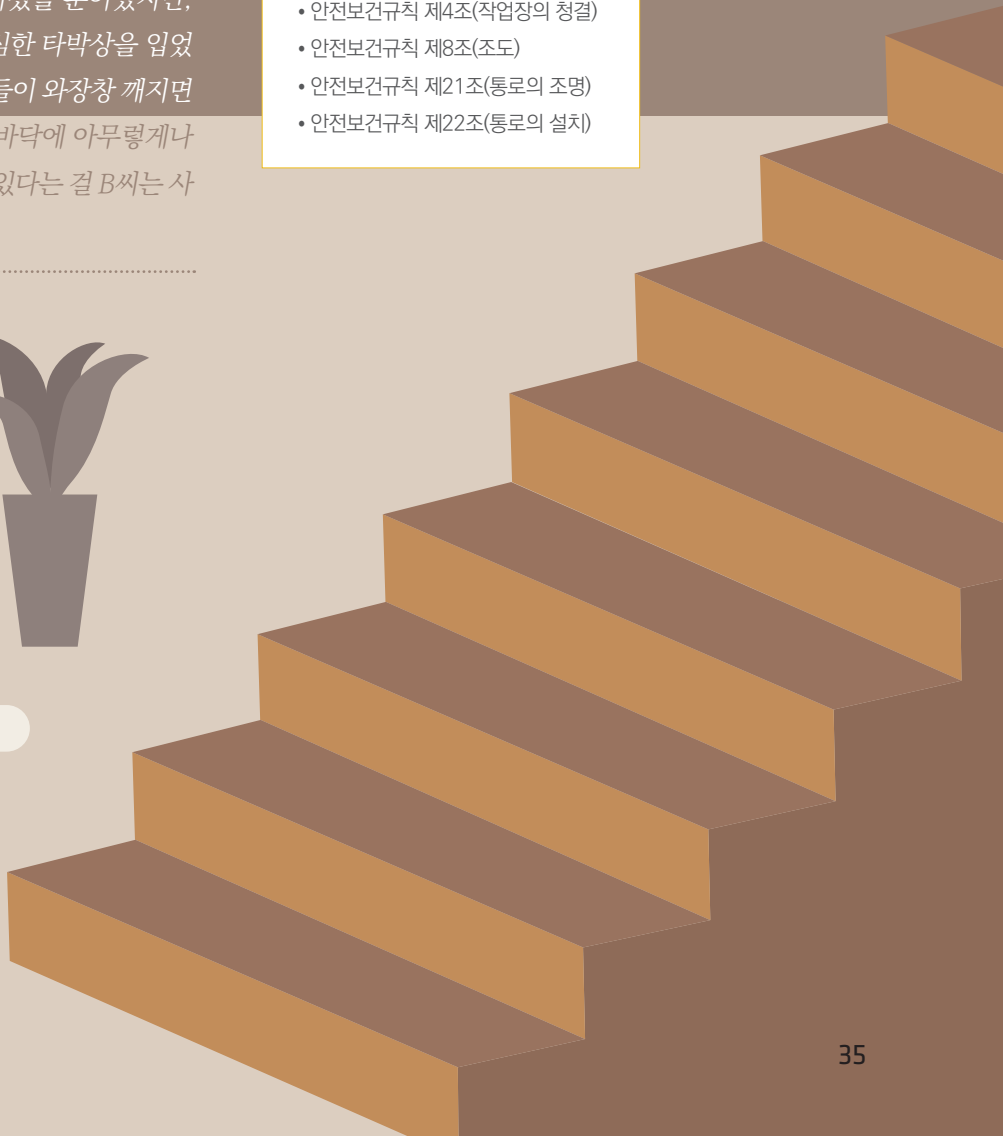 심한 타박상을 입었
들이 와장창 깨지면
바닥에 아무렇게나
있다는 걸 B씨는 사
• 안전보건규칙 제4조(작업장의 청결)
• 안전보건규칙 제8조(조도)
• 안전보건규칙 제21조(통로의 조명)
• 안전보건규칙 제22조(통로의 설치)
35